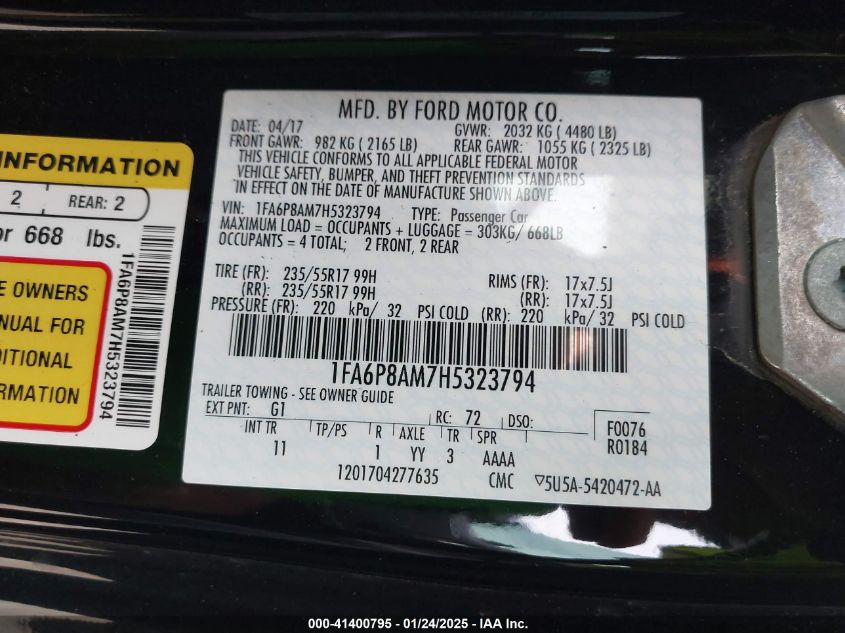 INFORMATION
2 REAR: 2
or 668 lbs.
E OWNERS
NUAL FOR
DITIONAL
ORMATION
1FA6P8AM7H5323794
MFD. BY FORD MOTOR CO.
DATE: 04/17 GVWR: 2032 KG ( 4480 LB)
FRONT GAWR: 982 KG ( 2165 LB) REAR GAWR: 1055 KG ( 2325 LB)
THIS VEHICLE CONFORMS TO ALL APPLICABLE FEDERAL MOTOR
VEHICLE SAFETY, BUMPER, AND THEFT PREVENTION STANDARDS
IN EFFECT ON THE DATE OF MANUFACTURE SHOWN ABOVE.
VIN: 1FA6P8AM7H5323794 TYPE: Passenger Car
MAXIMUM LOAD = OCCUPANTS + LUGGAGE = 303KG/ 668LB
OCCUPANTS = 4 TOTAL; 2 FRONT, 2 REAR
TIRE (FR): 235/55R17 99H RIMS (FR): 17x7.5J
(RR): 235/55R17 99H (RR): 17x7.5J
PRESSURE (FR): 220 kPa/ 32 PSI COLD (RR): 220 kPa/ 32 PSI COLD
1FA6P8AM7H5323794
TRAILER TOWING - SEE OWNER GUIDE
EXT PNT: G1 RC: 72 DSO: F0076
R0184
INT TR TP/PS R AXLE TR SPR
11 1 YY 3 AAAA
1201704277635 CMC ▽5U5A-5420472-AA
000-41400795 - 01/24/2025 - IAA Inc.